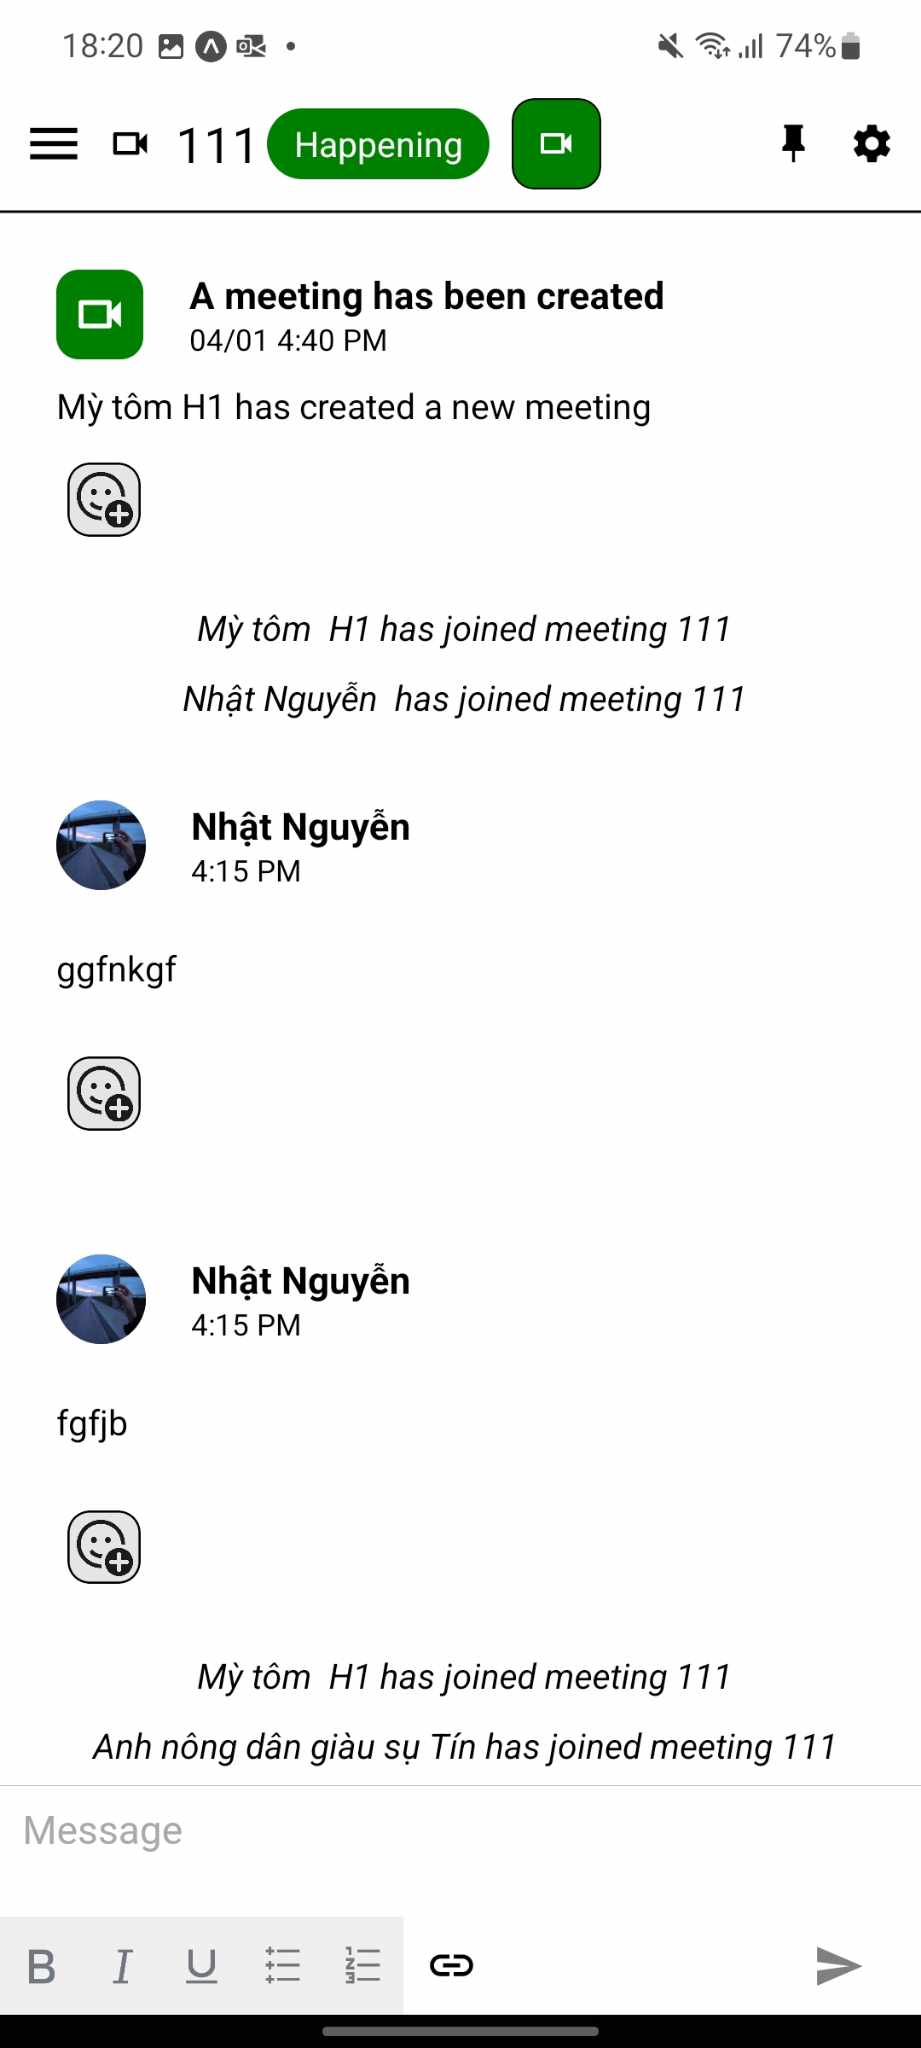 18:20
74%
111 Happening
A meeting has been created
04/01 4:40 PM
Mỳ tôm H1 has created a new meeting
Mỳ tôm  H1 has joined meeting 111
Nhật Nguyễn  has joined meeting 111
Nhật Nguyễn
4:15 PM
ggfnkgf
Nhật Nguyễn
4:15 PM
fgfjb
Mỳ tôm  H1 has joined meeting 111
Anh nông dân giàu sụ Tín has joined meeting 111
Message
B I U